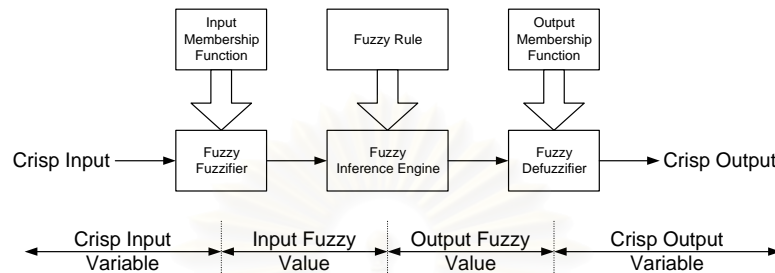 Input
Membership
Function
Fuzzy Rule
Output
Membership
Function
Crisp Input
Fuzzy
Fuzzifier
Fuzzy
Inference Engine
Fuzzy
Defuzzifier
Crisp Output
Crisp Input
Variable
Input Fuzzy
Value
Output Fuzzy
Value
Crisp Output
Variable